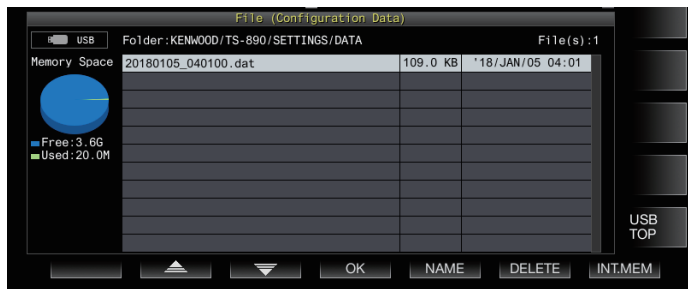 File (Configuration Data)
USB Folder:KENWOOD/TS-890/SETTINGS/DATA File(s):1
Memory Space 20180105_040100.dat 109.0 KB '18/JAN/05 04:01
Free:3.6G
Used:20.0M
USB
TOP
OK NAME DELETE INT.MEM